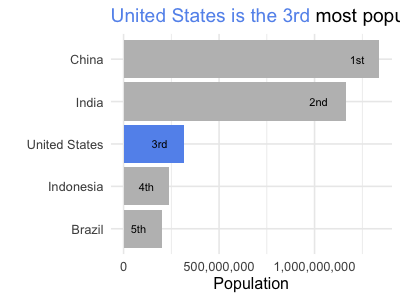 United States is the 3rd most popu
China
1st
India
2nd
United States
3rd
Indonesia
4th
Brazil
5th
0
500,000,000
1,000,000,000
Population